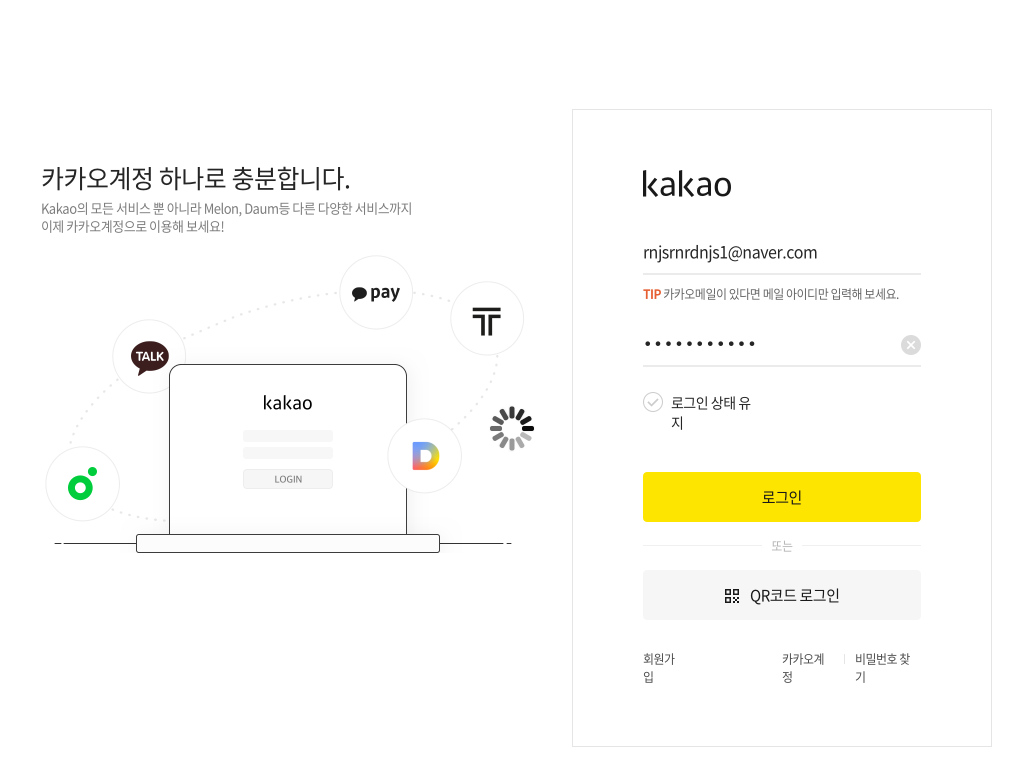 카카오계정 하나로 충분합니다.
Kakao의 모든 서비스 뿐 아니라 Melon, Daum등 다른 다양한 서비스까지
이제 카카오계정으로 이용해 보세요!
pay
TALK
kakao
LOGIN
kakao
rnjsrnrdnjs1@naver.com
TIP 카카오메일이 있다면 메일 아이디만 입력해 보세요.
•••••••••••
로그인 상태 유
지
로그인
또는
QR코드 로그인
회원가
입
카카오계
정
비밀번호 찾
기